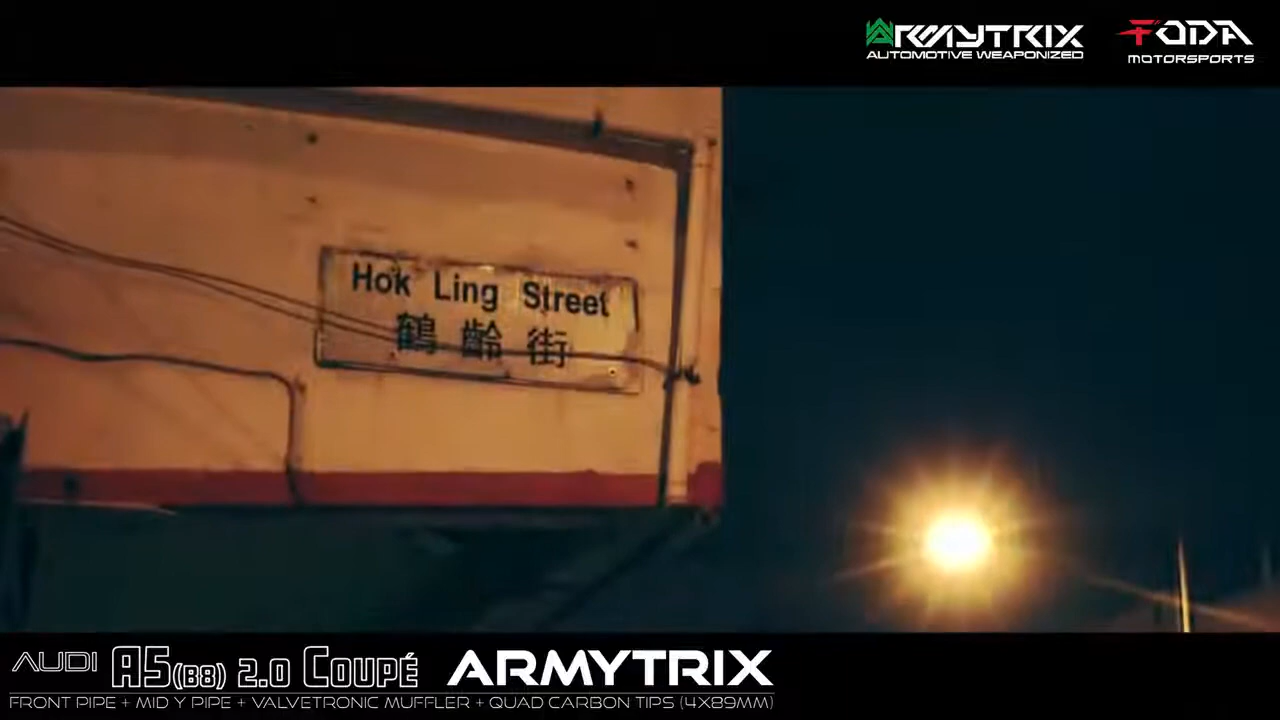 ARMYTRIX
AUTOMOTIVE WEAPONIZED
FODA
MOTORSPORTS
Hok Ling Street
鶴齡街
AUDI A5(B8) 2.0 Coupé ARMYTRIX
FRONT PIPE + MID Y PIPE + VALVETRONIC MUFFLER + QUAD CARBON TIPS (4X89MM)